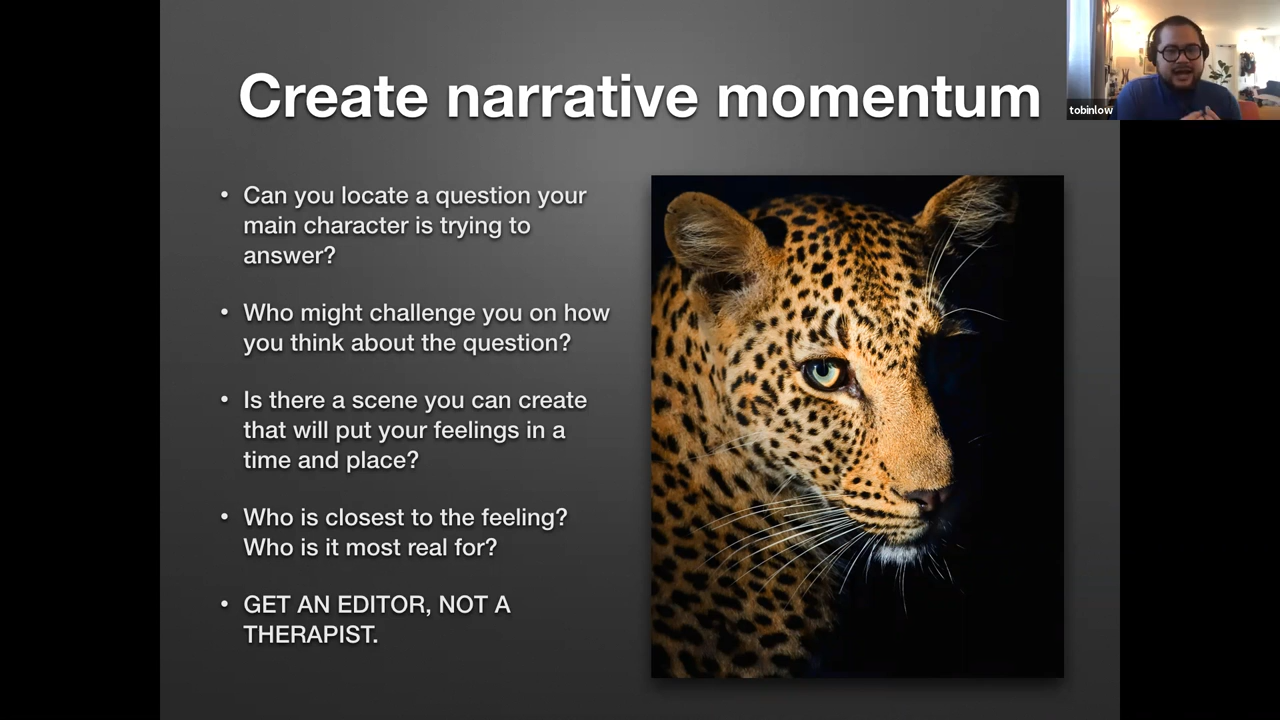 Create narrative momentum
tobinlow
• Can you locate a question your
main character is trying to
answer?
• Who might challenge you on how
you think about the question?
• Is there a scene you can create
that will put your feelings in a
time and place?
• Who is closest to the feeling?
Who is it most real for?
• GET AN EDITOR, NOT A
THERAPIST.